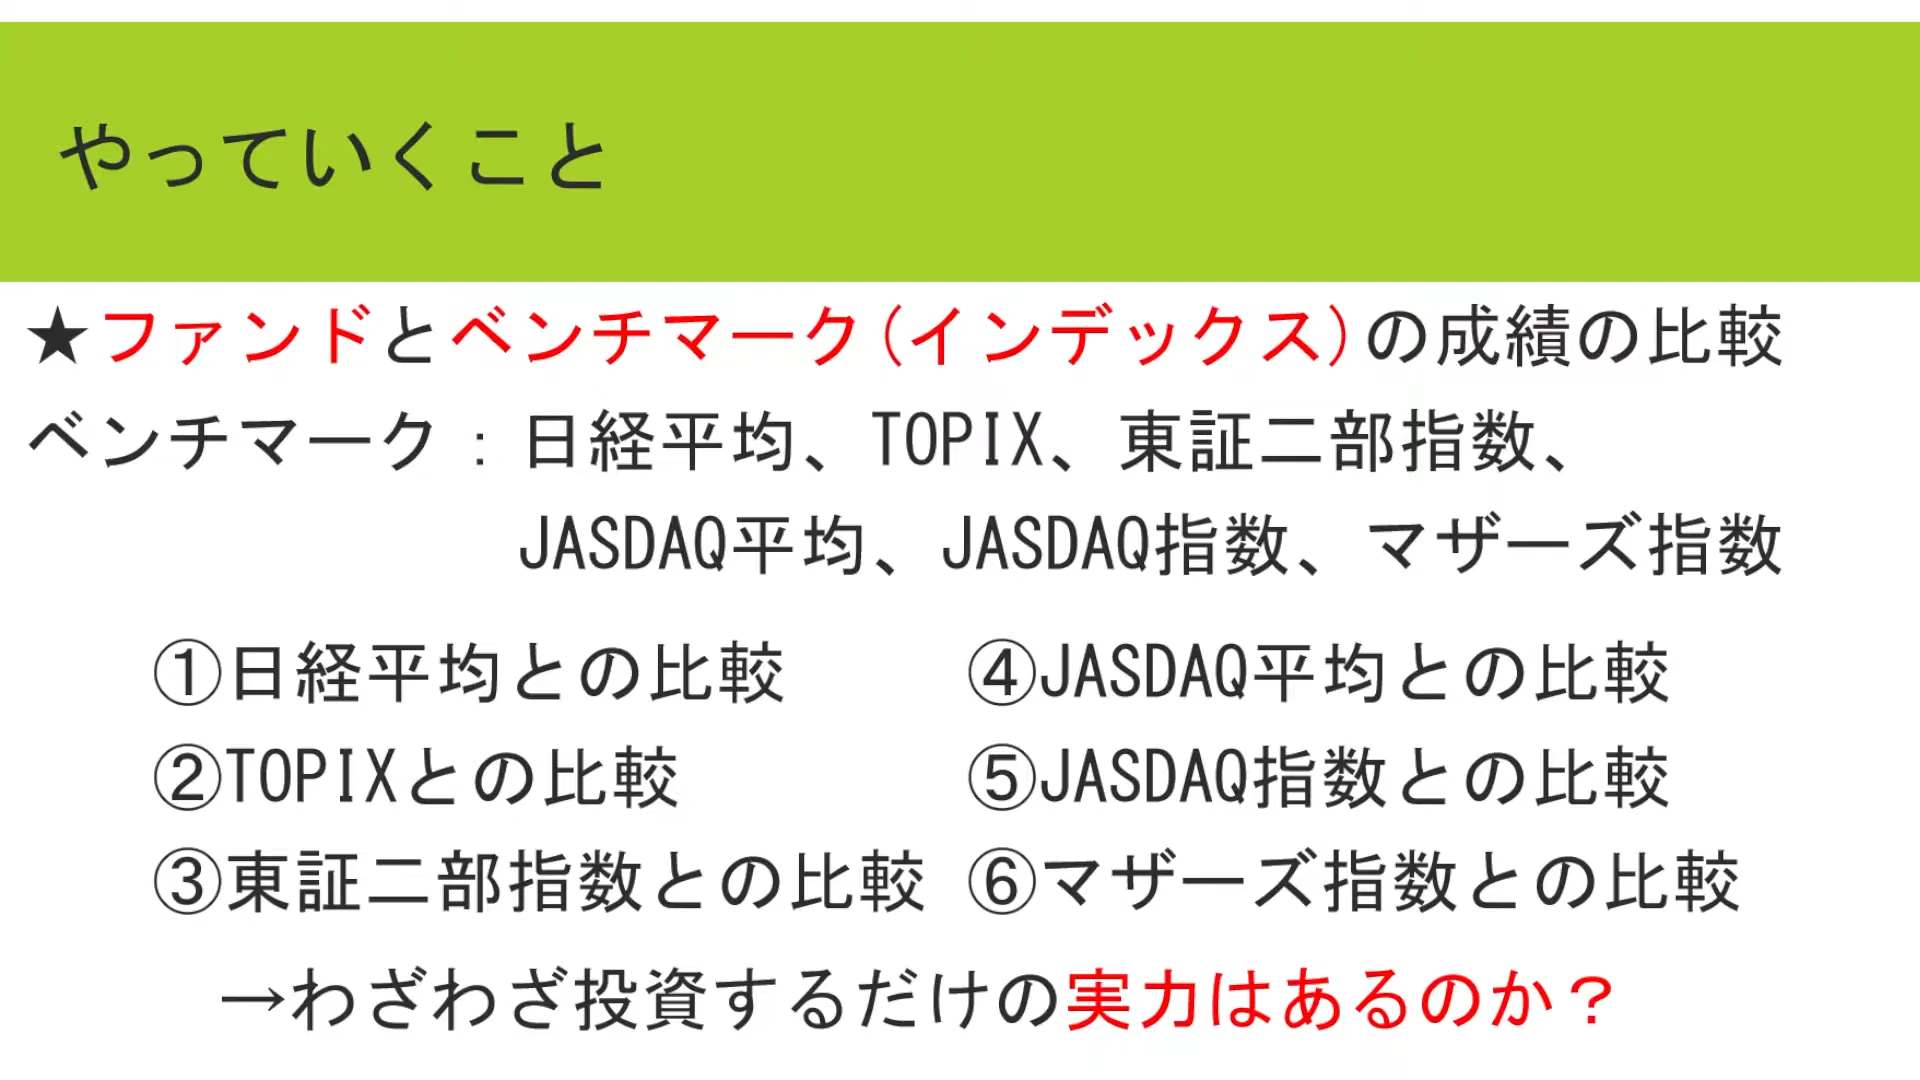 やっていくこと
★ファンドとベンチマーク(インデックス)の成績の比較
ベンチマーク：日経平均、TOPIX、東証二部指数、
JASDAQ平均、JASDAQ指数、マザーズ指数
①日経平均との比較
②TOPIXとの比較
③東証二部指数との比較
④JASDAQ平均との比較
⑤JASDAQ指数との比較
⑥マザーズ指数との比較
→わざわざ投資するだけの実力はあるのか？